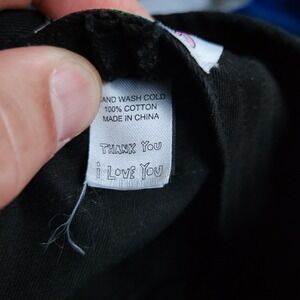 HAND WASH COLD
100% COTTON
MADE IN CHINA
THANK YOU
i LOVE YOU